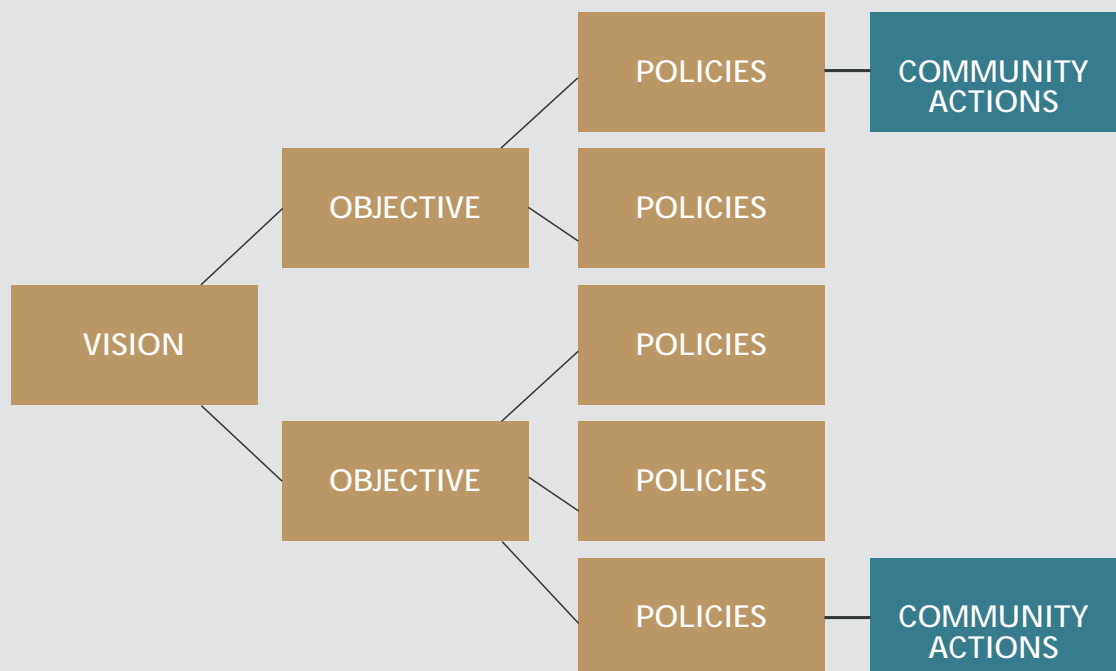 POLICIES
COMMUNITY
ACTIONS
OBJECTIVE
POLICIES
VISION
POLICIES
OBJECTIVE
POLICIES
POLICIES
COMMUNITY
ACTIONS